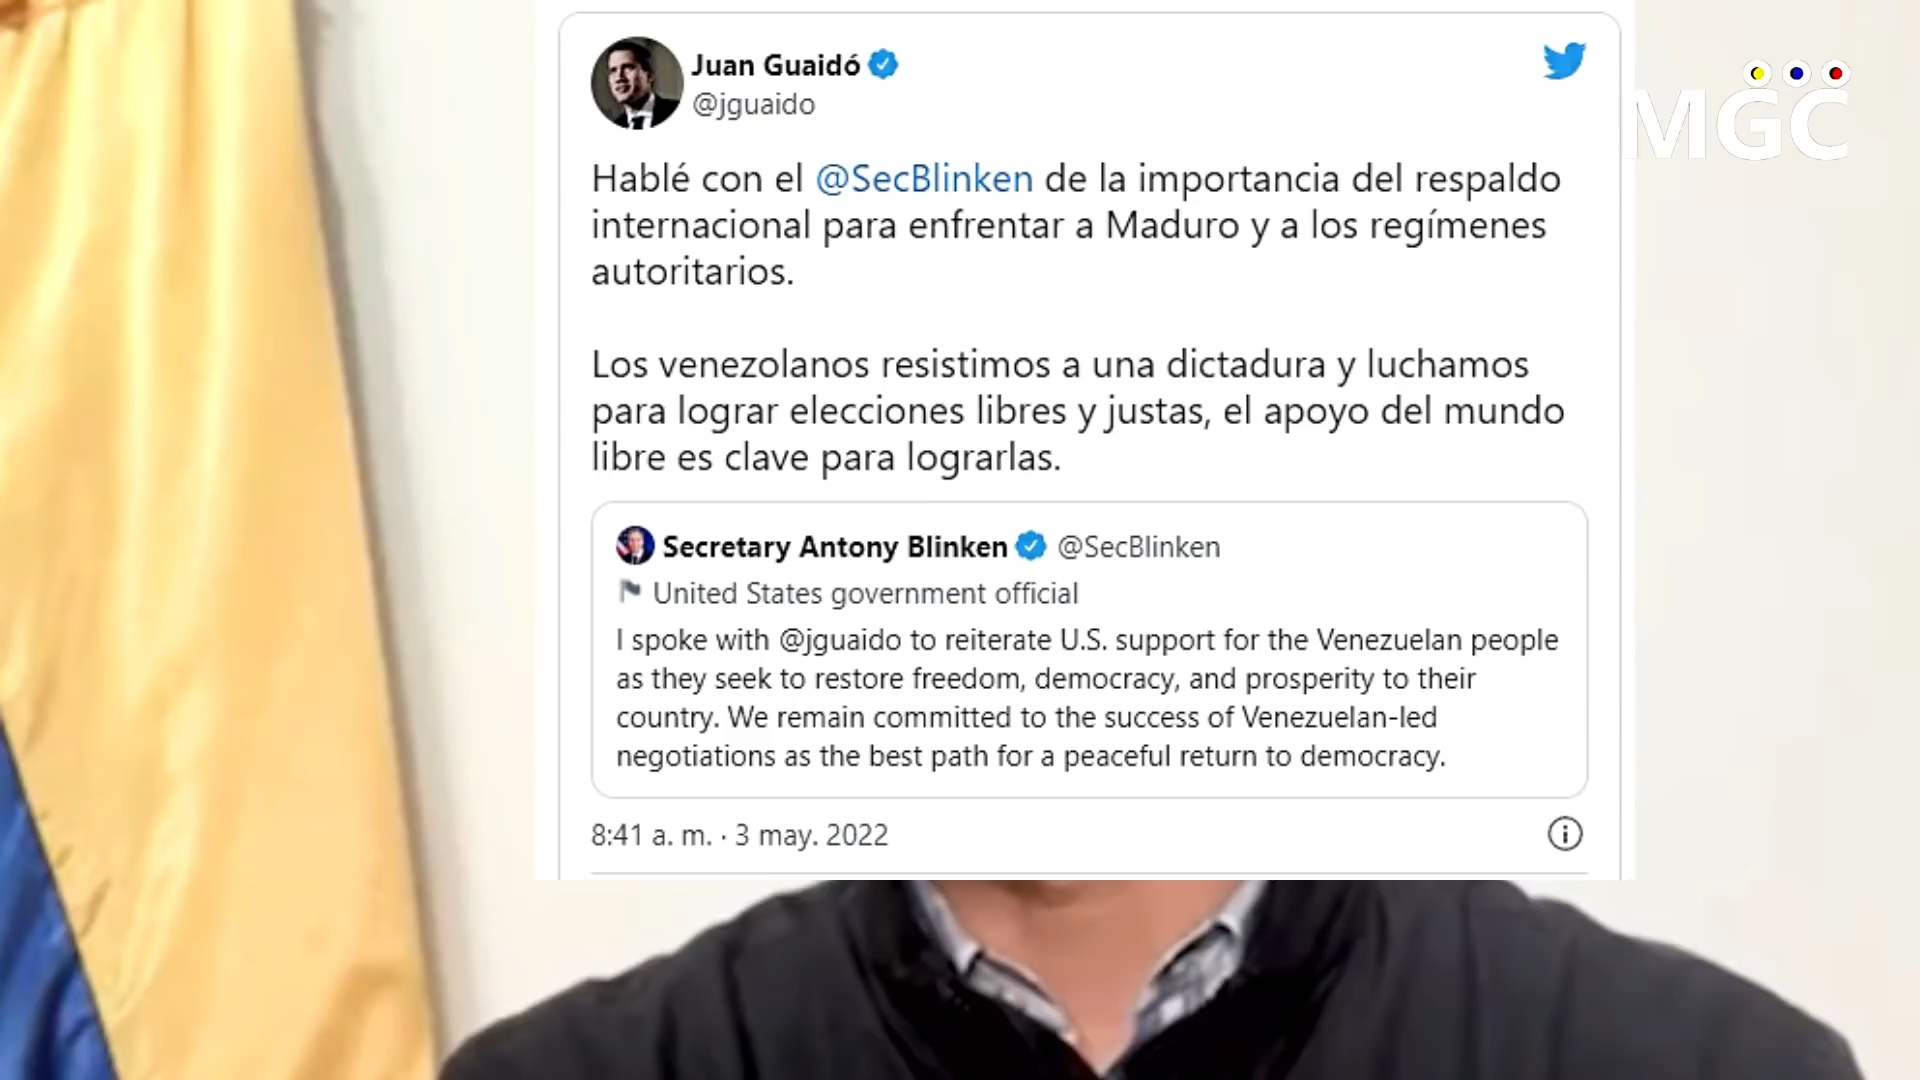 Juan Guaidó
@jguaido
MGC
Hablé con el @SecBlinken de la importancia del respaldo
internacional para enfrentar a Maduro y a los regímenes
autoritarios.
Los venezolanos resistimos a una dictadura y luchamos
para lograr elecciones libres y justas, el apoyo del mundo
libre es clave para lograrlas.
Secretary Antony Blinken @SecBlinken
United States government official
I spoke with @jguaido to reiterate U.S. support for the Venezuelan people
as they seek to restore freedom, democracy, and prosperity to their
country. We remain committed to the success of Venezuelan-led
negotiations as the best path for a peaceful return to democracy.
8:41 a. m. · 3 may. 2022